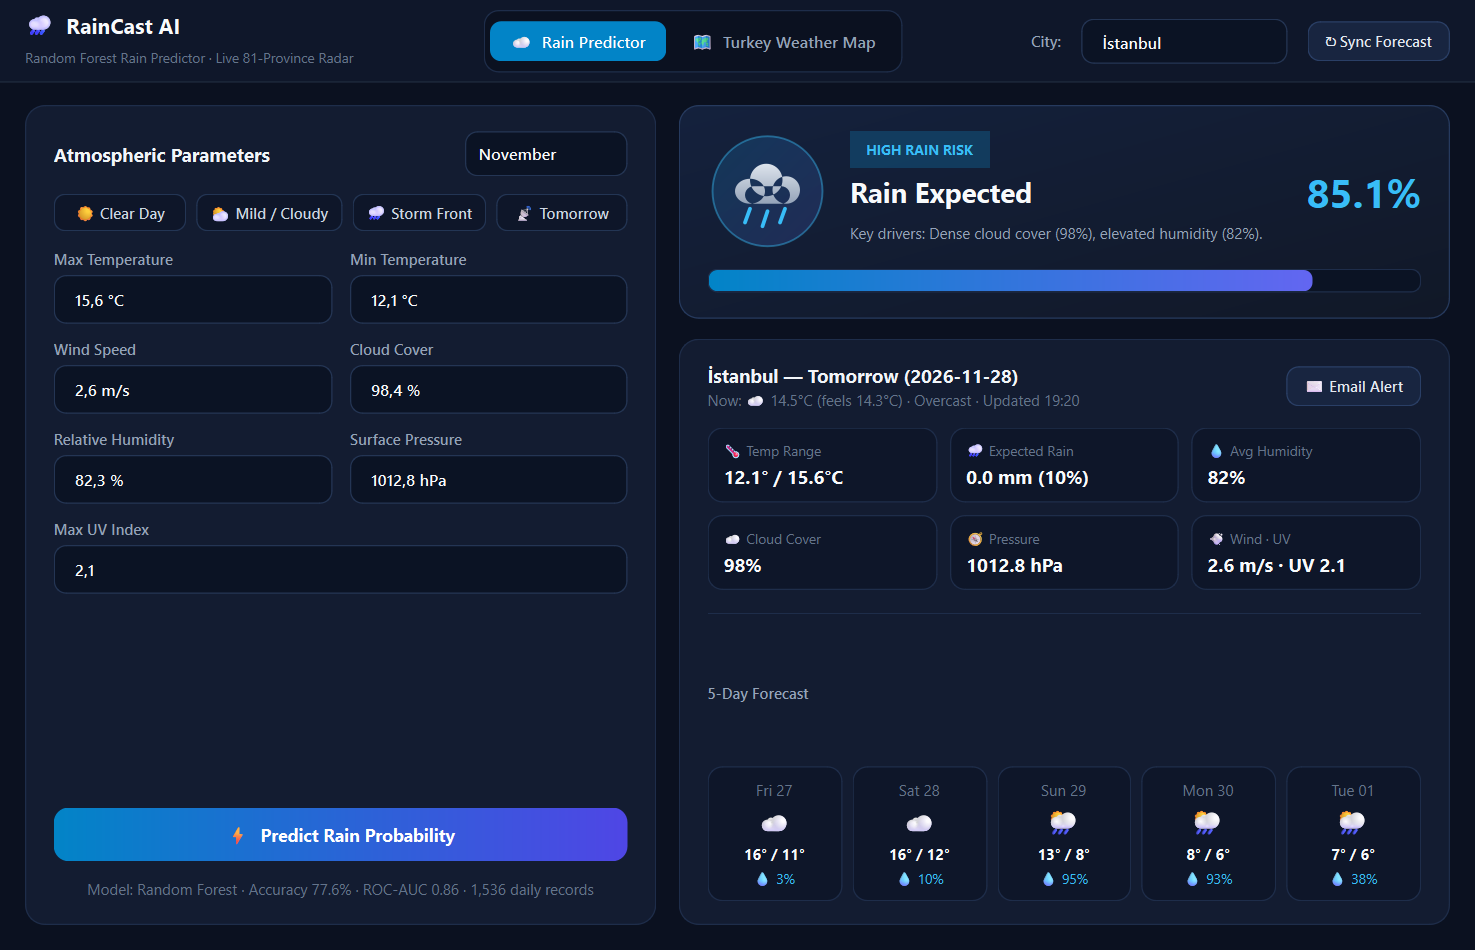 RainCast AI
Random Forest Rain Predictor · Live 81-Province Radar
Rain Predictor
Turkey Weather Map
City:
İstanbul
↻ Sync Forecast
Atmospheric Parameters
November
Clear Day
Mild / Cloudy
Storm Front
Tomorrow
Max Temperature
Min Temperature
15,6 °C
12,1 °C
Wind Speed
Cloud Cover
2,6 m/s
98,4 %
Relative Humidity
Surface Pressure
82,3 %
1012,8 hPa
Max UV Index
2,1
Predict Rain Probability
Model: Random Forest · Accuracy 77.6% · ROC-AUC 0.86 · 1,536 daily records
HIGH RAIN RISK
Rain Expected
85.1%
Key drivers: Dense cloud cover (98%), elevated humidity (82%).
İstanbul — Tomorrow (2026-11-28)
Now: 14.5°C (feels 14.3°C) · Overcast · Updated 19:20
Email Alert
Temp Range
12.1° / 15.6°C
Expected Rain
0.0 mm (10%)
Avg Humidity
82%
Cloud Cover
98%
Pressure
1012.8 hPa
Wind · UV
2.6 m/s · UV 2.1
5-Day Forecast
Fri 27
16° / 11°
3%
Sat 28
16° / 12°
10%
Sun 29
13° / 8°
95%
Mon 30
8° / 6°
93%
Tue 01
7° / 6°
38%